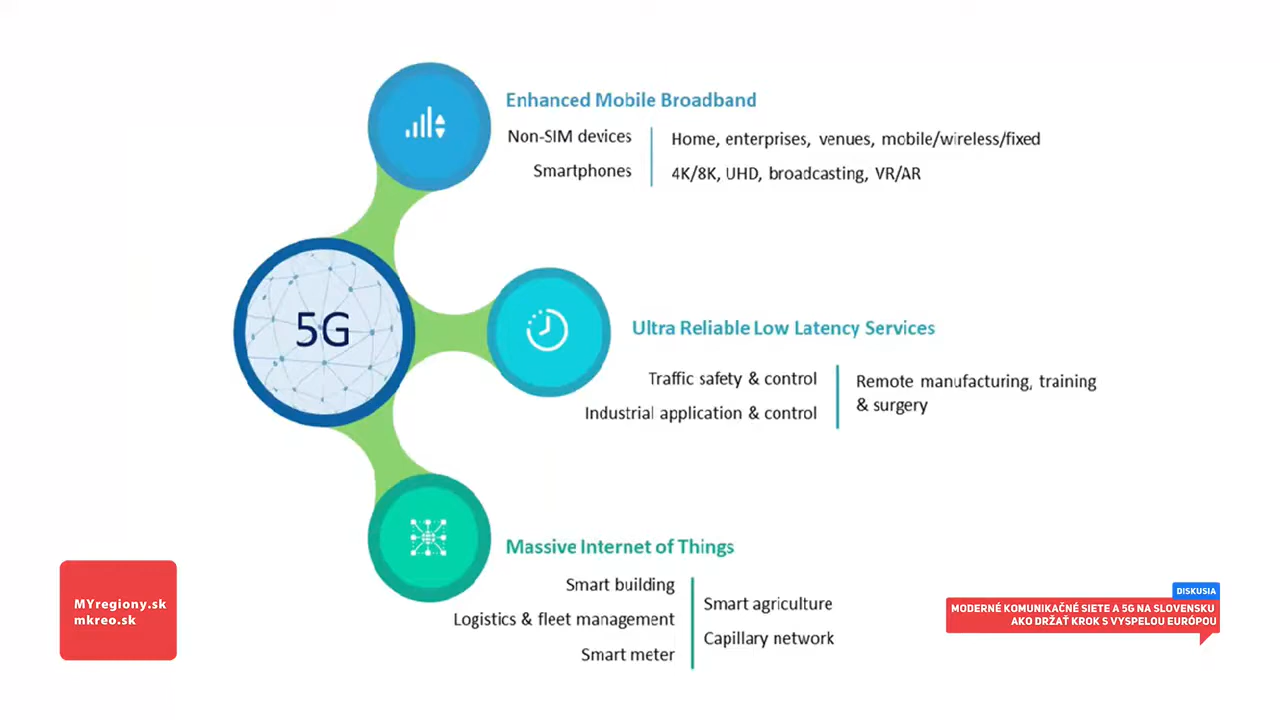 Enhanced Mobile Broadband
Non-SIM devices
Smartphones
Home, enterprises, venues, mobile/wireless/fixed
4K/8K, UHD, broadcasting, VR/AR
5G
Ultra Reliable Low Latency Services
Traffic safety & control
Industrial application & control
Remote manufacturing, training
& surgery
Massive Internet of Things
Smart building
Logistics & fleet management
Smart meter
Smart agriculture
Capillary network
MYregiony.sk
mkreo.sk
DISKUSIA
MODERNÉ KOMUNIKAČNÉ SIETE A 5G NA SLOVENSKU
AKO DRŽAŤ KROK S VYSPELOU EURÓPOU